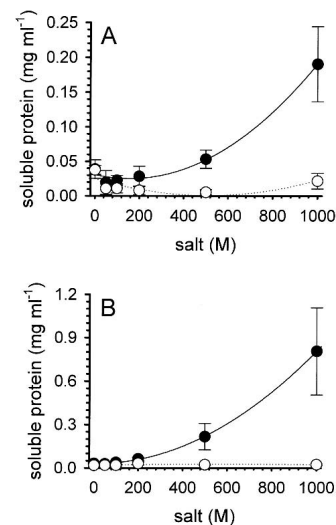 A
0.25
0.20
0.15
0.10
0.05
0.00
soluble protein (mg ml⁻¹)
0 200 400 600 800 1000
salt (M)
B
1.2
0.9
0.6
0.3
0.0
soluble protein (mg ml⁻¹)
0 200 400 600 800 1000
salt (M)